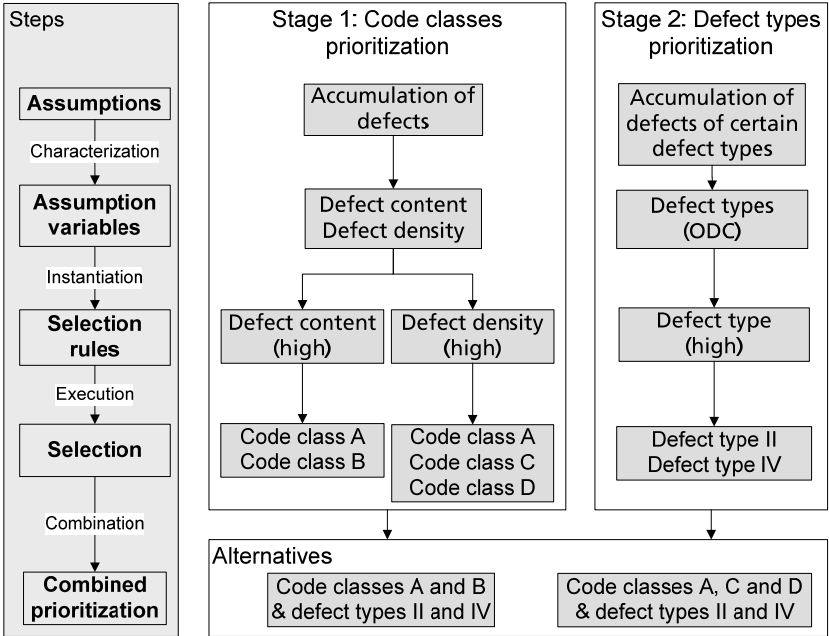 Steps
Assumptions
Characterization
Assumption
variables
Instantiation
Selection
rules
Execution
Selection
Combination
Combined
prioritization
Stage 1: Code classes
prioritization
Accumulation of
defects
Defect content
Defect density
Defect content
(high)
Defect density
(high)
Code class A
Code class B
Code class A
Code class C
Code class D
Stage 2: Defect types
prioritization
Accumulation of
defects of certain
defect types
Defect types
(ODC)
Defect type
(high)
Defect type II
Defect type IV
Alternatives
Code classes A and B
& defect types II and IV
Code classes A, C and D
& defect types II and IV